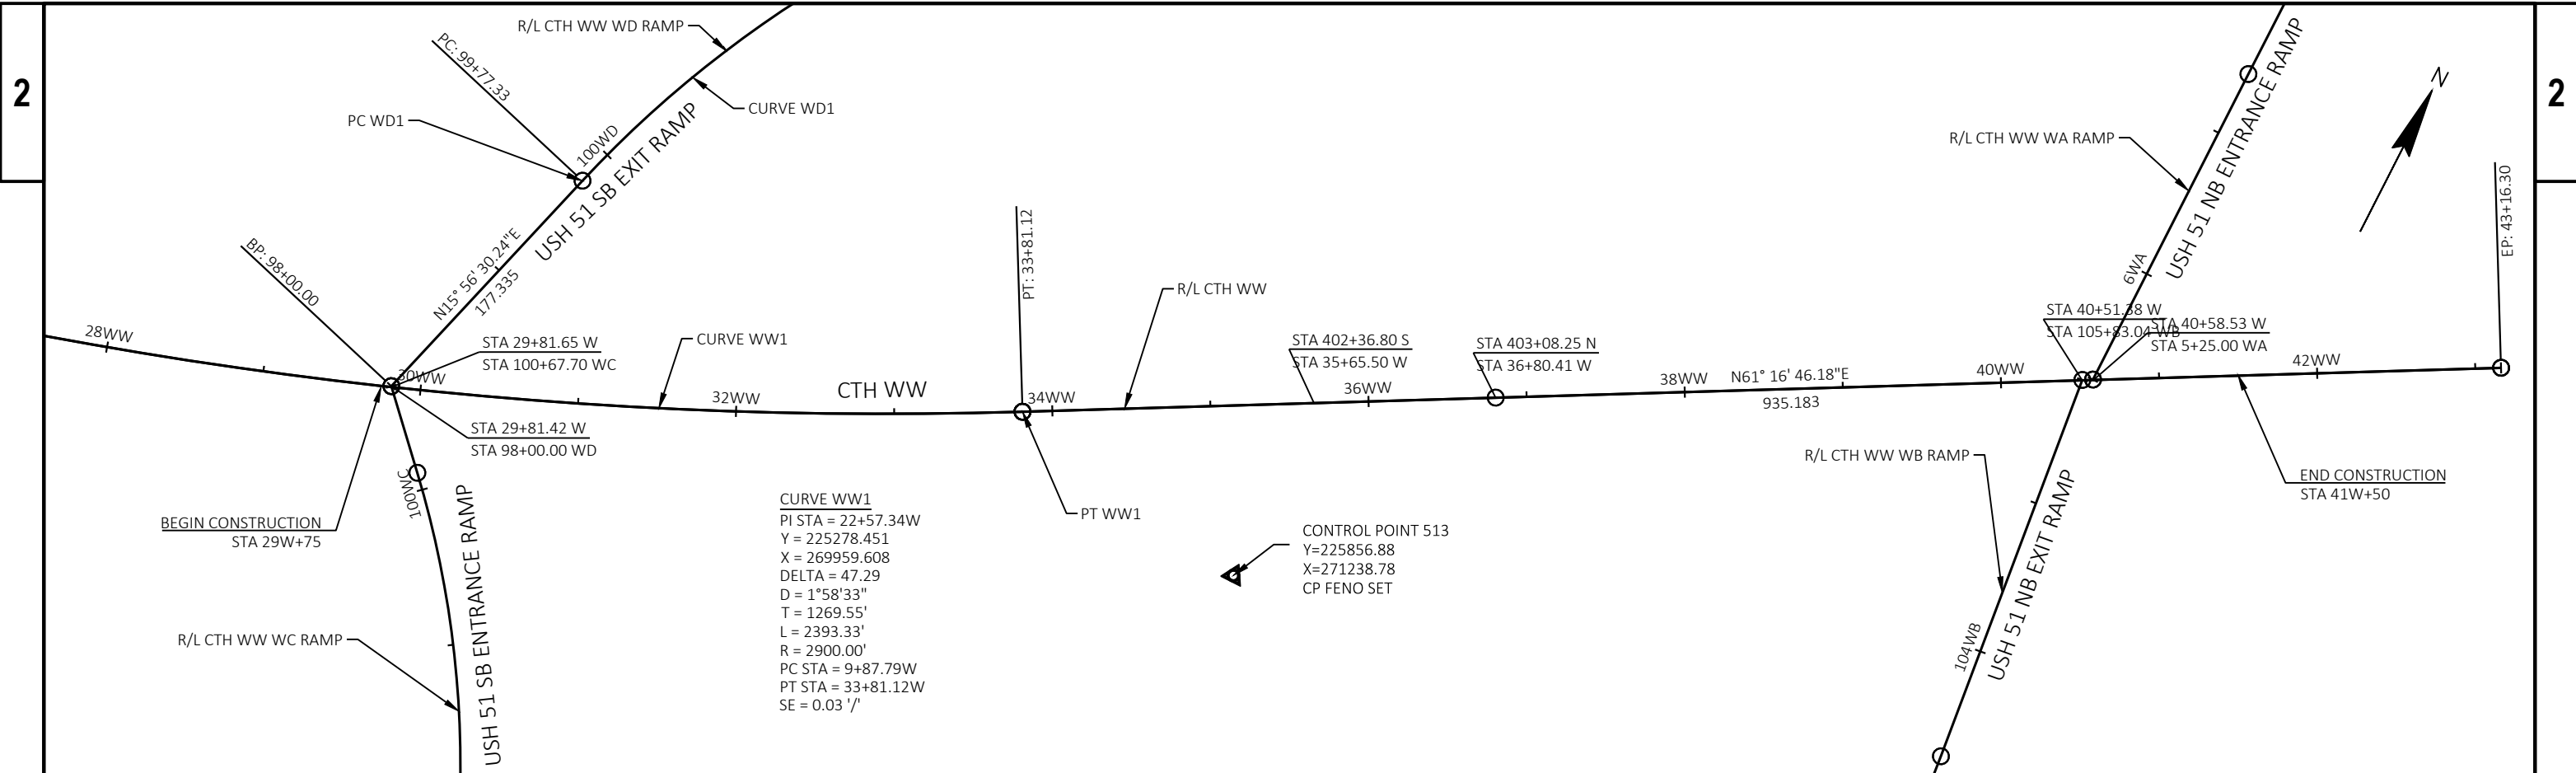 2
2
R/L CTH WW WD RAMP
PC: 99+77.33
PC WD1
CURVE WD1
100WD
USH 51 SB EXIT RAMP
N15° 56' 30.24"E
177.335
BP: 98+00.00
28WW
STA 29+81.65 W
STA 100+67.70 WC
30WW
CURVE WW1
32WW
CTH WW
STA 29+81.42 W
STA 98+00.00 WD
100WC
BEGIN CONSTRUCTION
STA 29W+75
R/L CTH WW WC RAMP
USH 51 SB ENTRANCE RAMP
PT: 33+81.12
34WW
R/L CTH WW
PT WW1
STA 402+36.80 S
STA 35+65.50 W
36WW
STA 403+08.25 N
STA 36+80.41 W
38WW
N61° 16' 46.18"E
935.183
40WW
CURVE WW1
PI STA = 22+57.34W
Y = 225278.451
X = 269959.608
DELTA = 47.29
D = 1°58'33"
T = 1269.55'
L = 2393.33'
R = 2900.00'
PC STA = 9+87.79W
PT STA = 33+81.12W
SE = 0.03 '/'
CONTROL POINT 513
Y=225856.88
X=271238.78
CP FENO SET
R/L CTH WW WA RAMP
USH 51 NB ENTRANCE RAMP
6WA
N
EP: 43+16.30
STA 40+51.38 W
STA 105+83.04 WB
STA 40+58.53 W
STA 5+25.00 WA
42WW
R/L CTH WW WB RAMP
USH 51 NB EXIT RAMP
104WB
END CONSTRUCTION
STA 41W+50